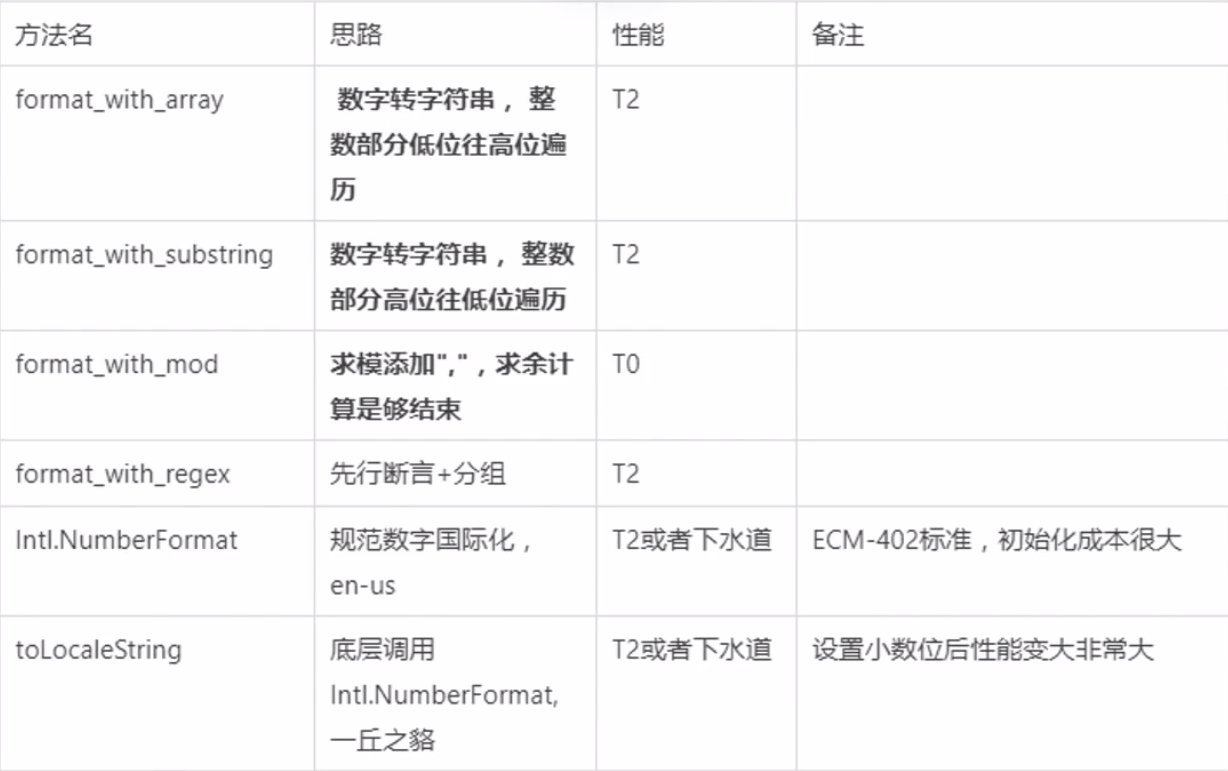 方法名 思路 性能 备注
format_with_array 数字转字符串，整 T2
数部分低位往高位遍
历
format_with_substring 数字转字符串，整数 T2
部分高位往低位遍历
format_with_mod 求模添加","，求余计 T0
算是够结束
format_with_regex 先行断言+分组 T2
Intl.NumberFormat 规范数字国际化， T2或者下水道 ECM-402标准，初始化成本很大
en-us
toLocaleString 底层调用 T2或者下水道 设置小数位后性能变大非常大
Intl.NumberFormat,
一丘之貉